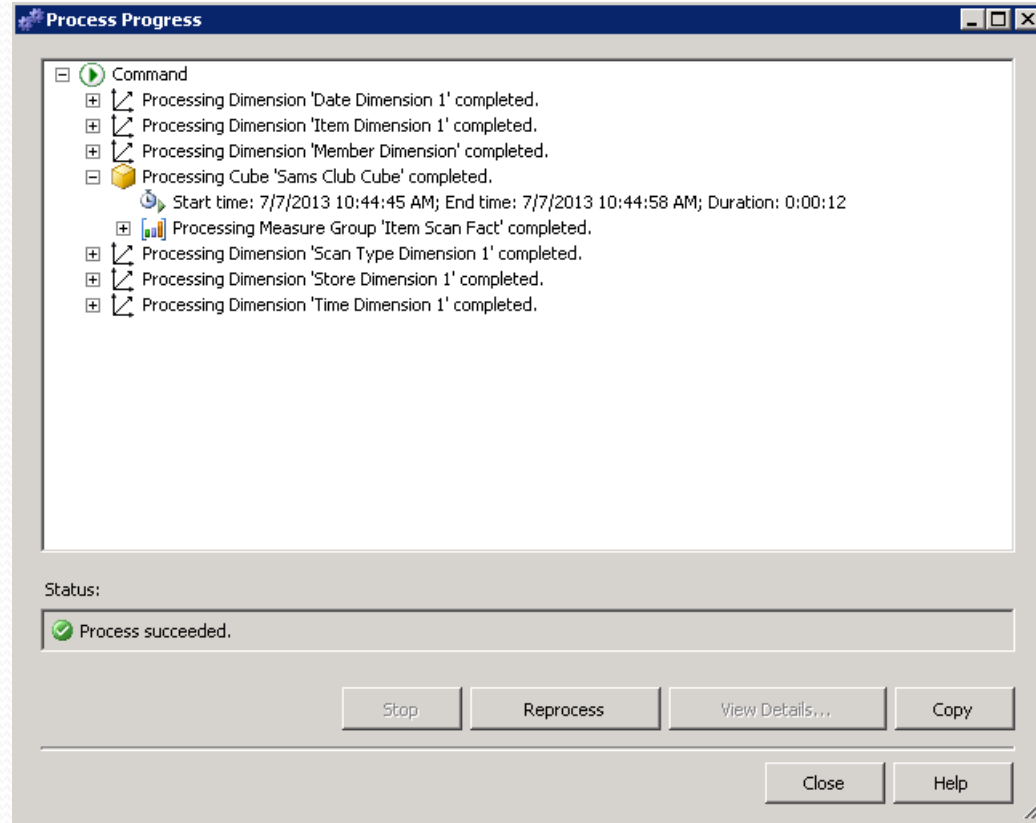 Process Progress
Command
Processing Dimension 'Date Dimension 1' completed.
Processing Dimension 'Item Dimension 1' completed.
Processing Dimension 'Member Dimension' completed.
Processing Cube 'Sams Club Cube' completed.
Start time: 7/7/2013 10:44:45 AM; End time: 7/7/2013 10:44:58 AM; Duration: 0:00:12
Processing Measure Group 'Item Scan Fact' completed.
Processing Dimension 'Scan Type Dimension 1' completed.
Processing Dimension 'Store Dimension 1' completed.
Processing Dimension 'Time Dimension 1' completed.
Status:
Process succeeded.
Stop Reprocess View Details... Copy
Close Help